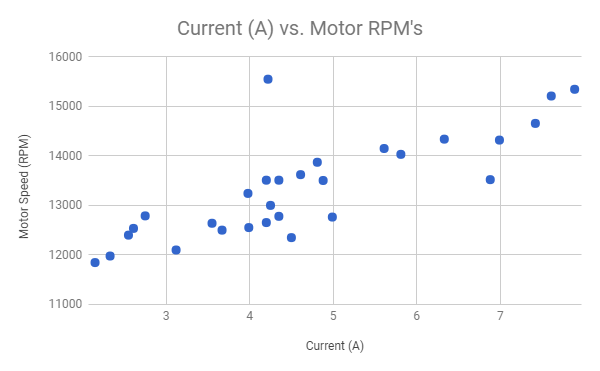 Current (A) vs. Motor RPM's
16000
15000
14000
13000
12000
11000
Motor Speed (RPM)
3 4 5 6 7
Current (A)